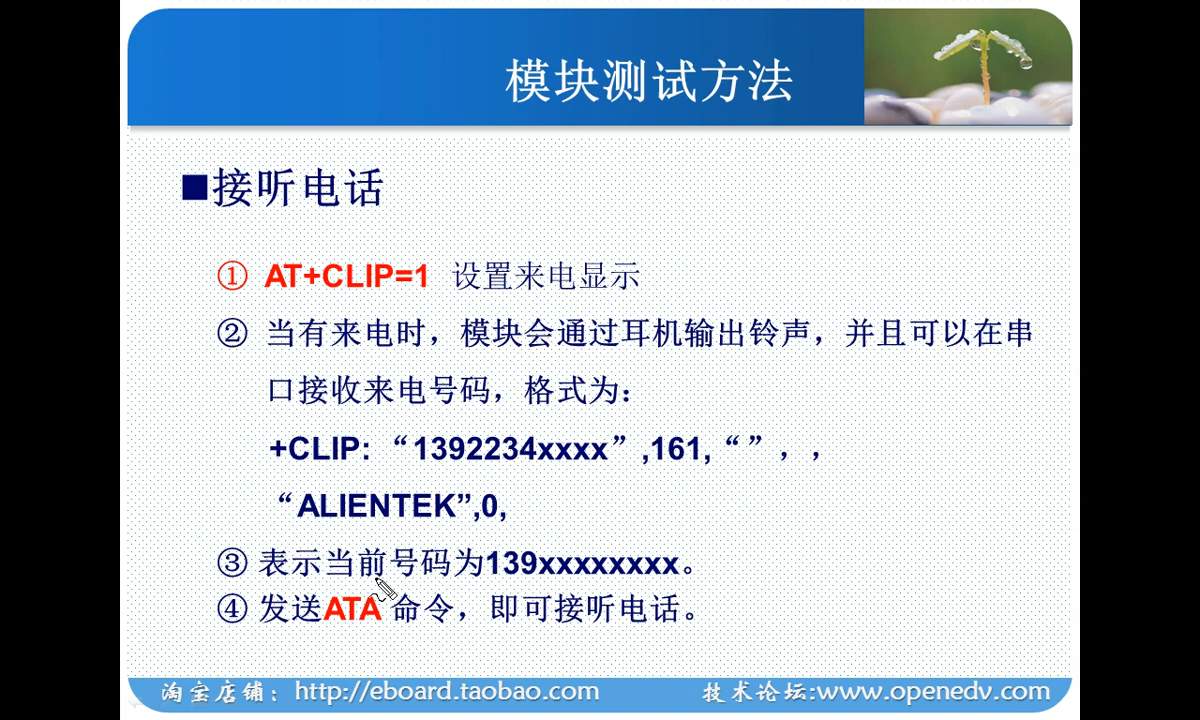 模块测试方法
■接听电话
① AT+CLIP=1 设置来电显示
② 当有来电时，模块会通过耳机输出铃声，并且可以在串
口接收来电号码，格式为：
+CLIP: “1392234xxxx”,161,“ ”，，
“ALIENTEK”,0,
③ 表示当前号码为139xxxxxxxx。
④ 发送ATA 命令，即可接听电话。
淘宝店铺：http://eboard.taobao.com 技术论坛:www.openedv.com